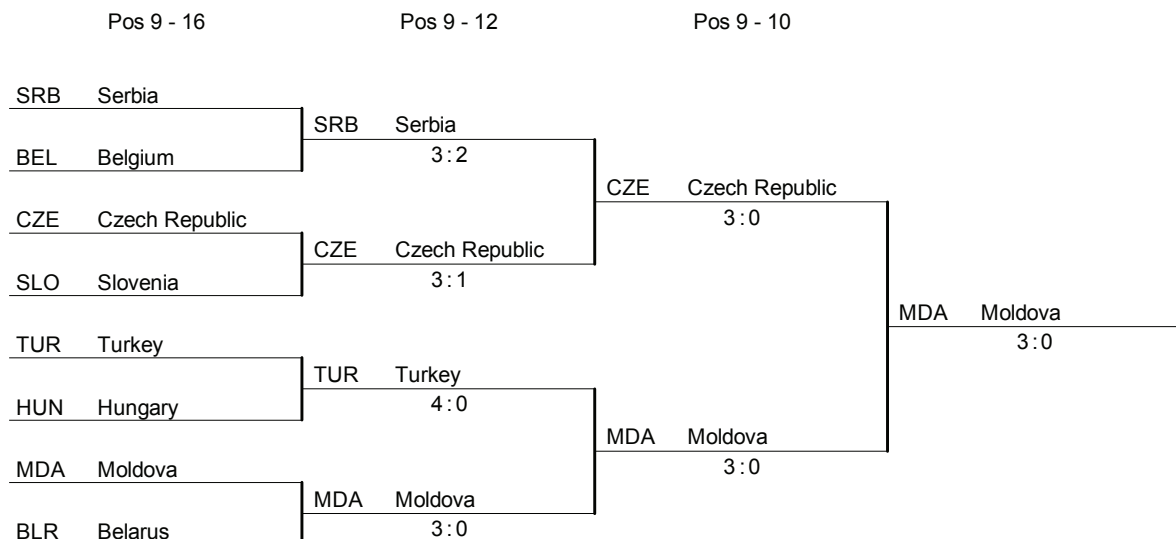 Pos 9 - 16 Pos 9 - 12 Pos 9 - 10
SRB Serbia
SRB Serbia
3 : 2
BEL Belgium
CZE Czech Republic
3 : 0
CZE Czech Republic
CZE Czech Republic
3 : 1
SLO Slovenia
MDA Moldova
3 : 0
TUR Turkey
TUR Turkey
4 : 0
HUN Hungary
MDA Moldova
3 : 0
MDA Moldova
MDA Moldova
3 : 0
BLR Belarus